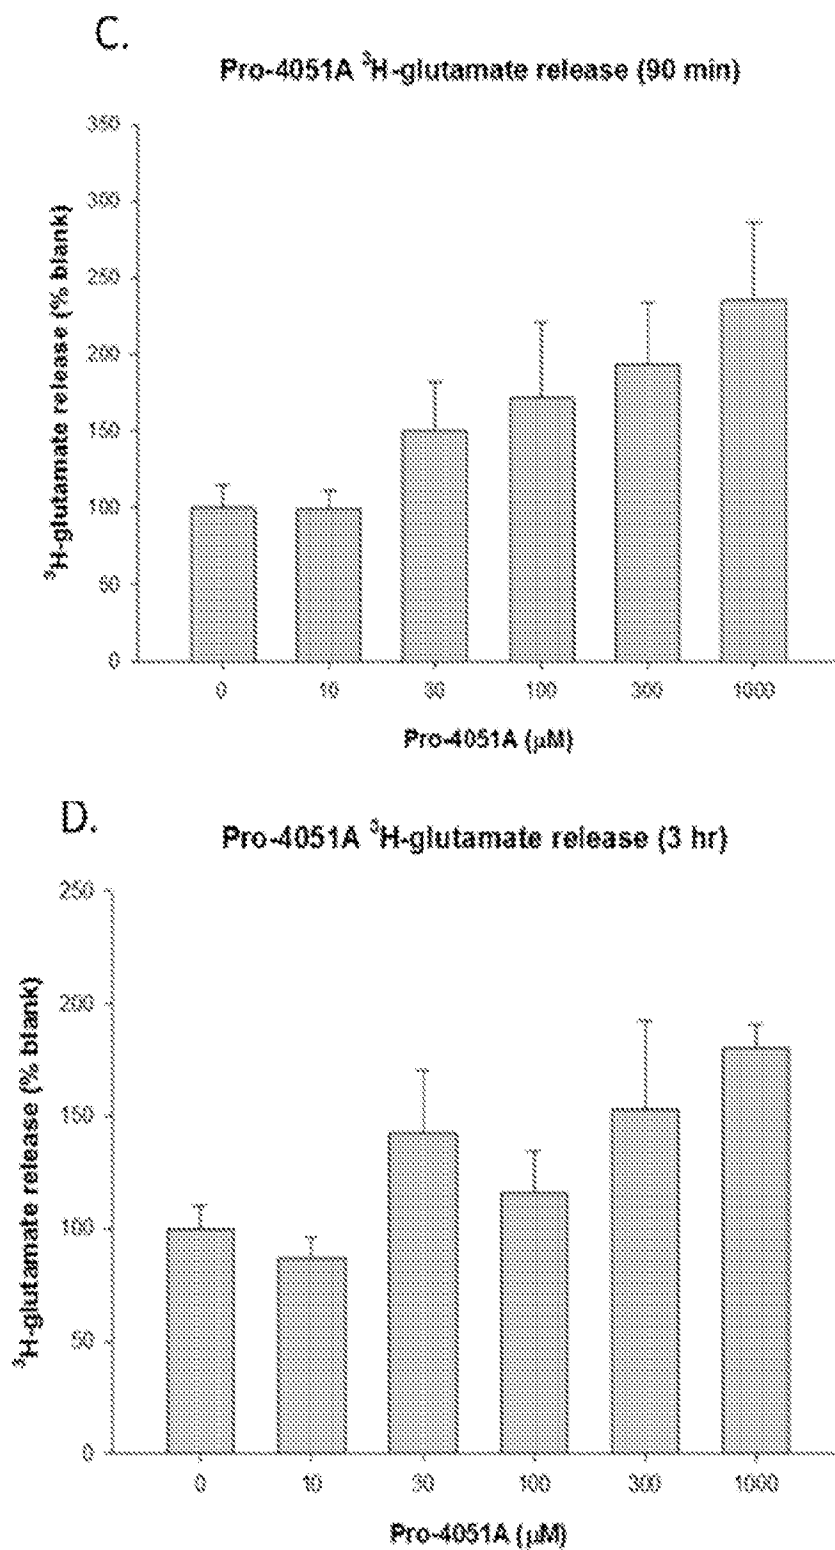 C.
Pro-4051A ³H-glutamate release (90 min)
³H-glutamate release (% blank)
350
300
250
200
150
100
50
0
0 10 30 100 300 1000
Pro-4051A (µM)
D.
Pro-4051A ³H-glutamate release (3 hr)
³H-glutamate release (% blank)
250
200
150
100
50
0
0 10 30 100 300 1000
Pro-4051A (µM)